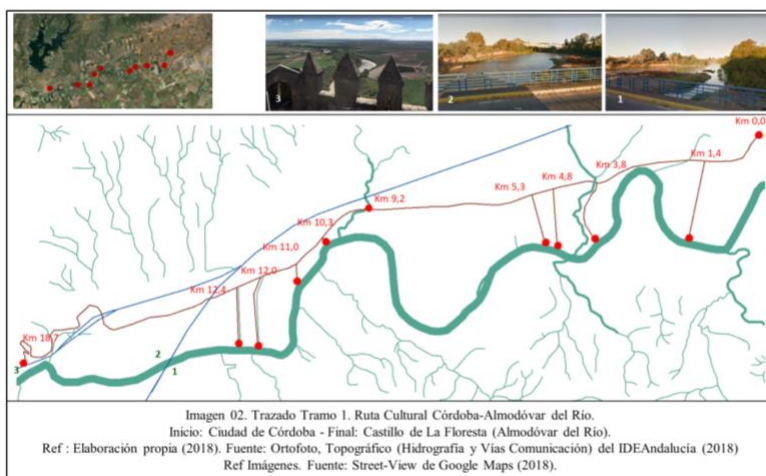 3
2
1
Km 0,0
Km 1,4
Km 3,8
Km 4,8
Km 5,3
Km 9,2
Km 10,3
Km 11,0
Km 12,0
Km 12,4
Km 18,7
2
1
3
Imagen 02. Trazado Tramo 1. Ruta Cultural Córdoba-Almodóvar del Río.
Inicio: Ciudad de Córdoba - Final: Castillo de La Floresta (Almodóvar del Río).
Ref : Elaboración propia (2018). Fuente: Ortofoto, Topográfico (Hidrografía y Vías Comunicación) del IDEAndalucía (2018)
Ref Imágenes. Fuente: Street-View de Google Maps (2018).